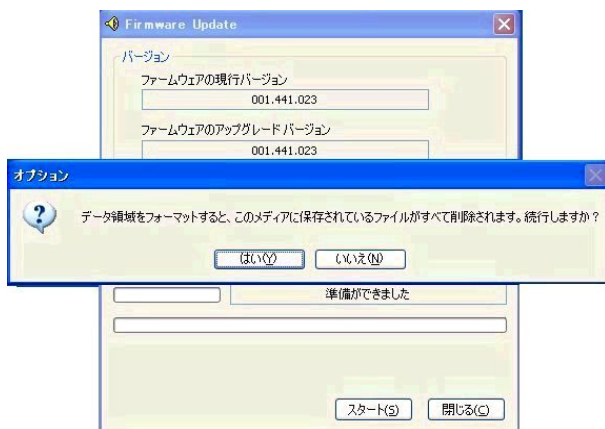 Firmware Update
バージョン
ファームウェアの現行バージョン
001.441.023
ファームウェアのアップグレード バージョン
001.441.023
オプション
データ領域をフォーマットすると、このメディアに保存されているファイルがすべて削除されます。続行しますか?
はい(Y)
いいえ(N)
準備ができました
スタート(S)
閉じる(C)